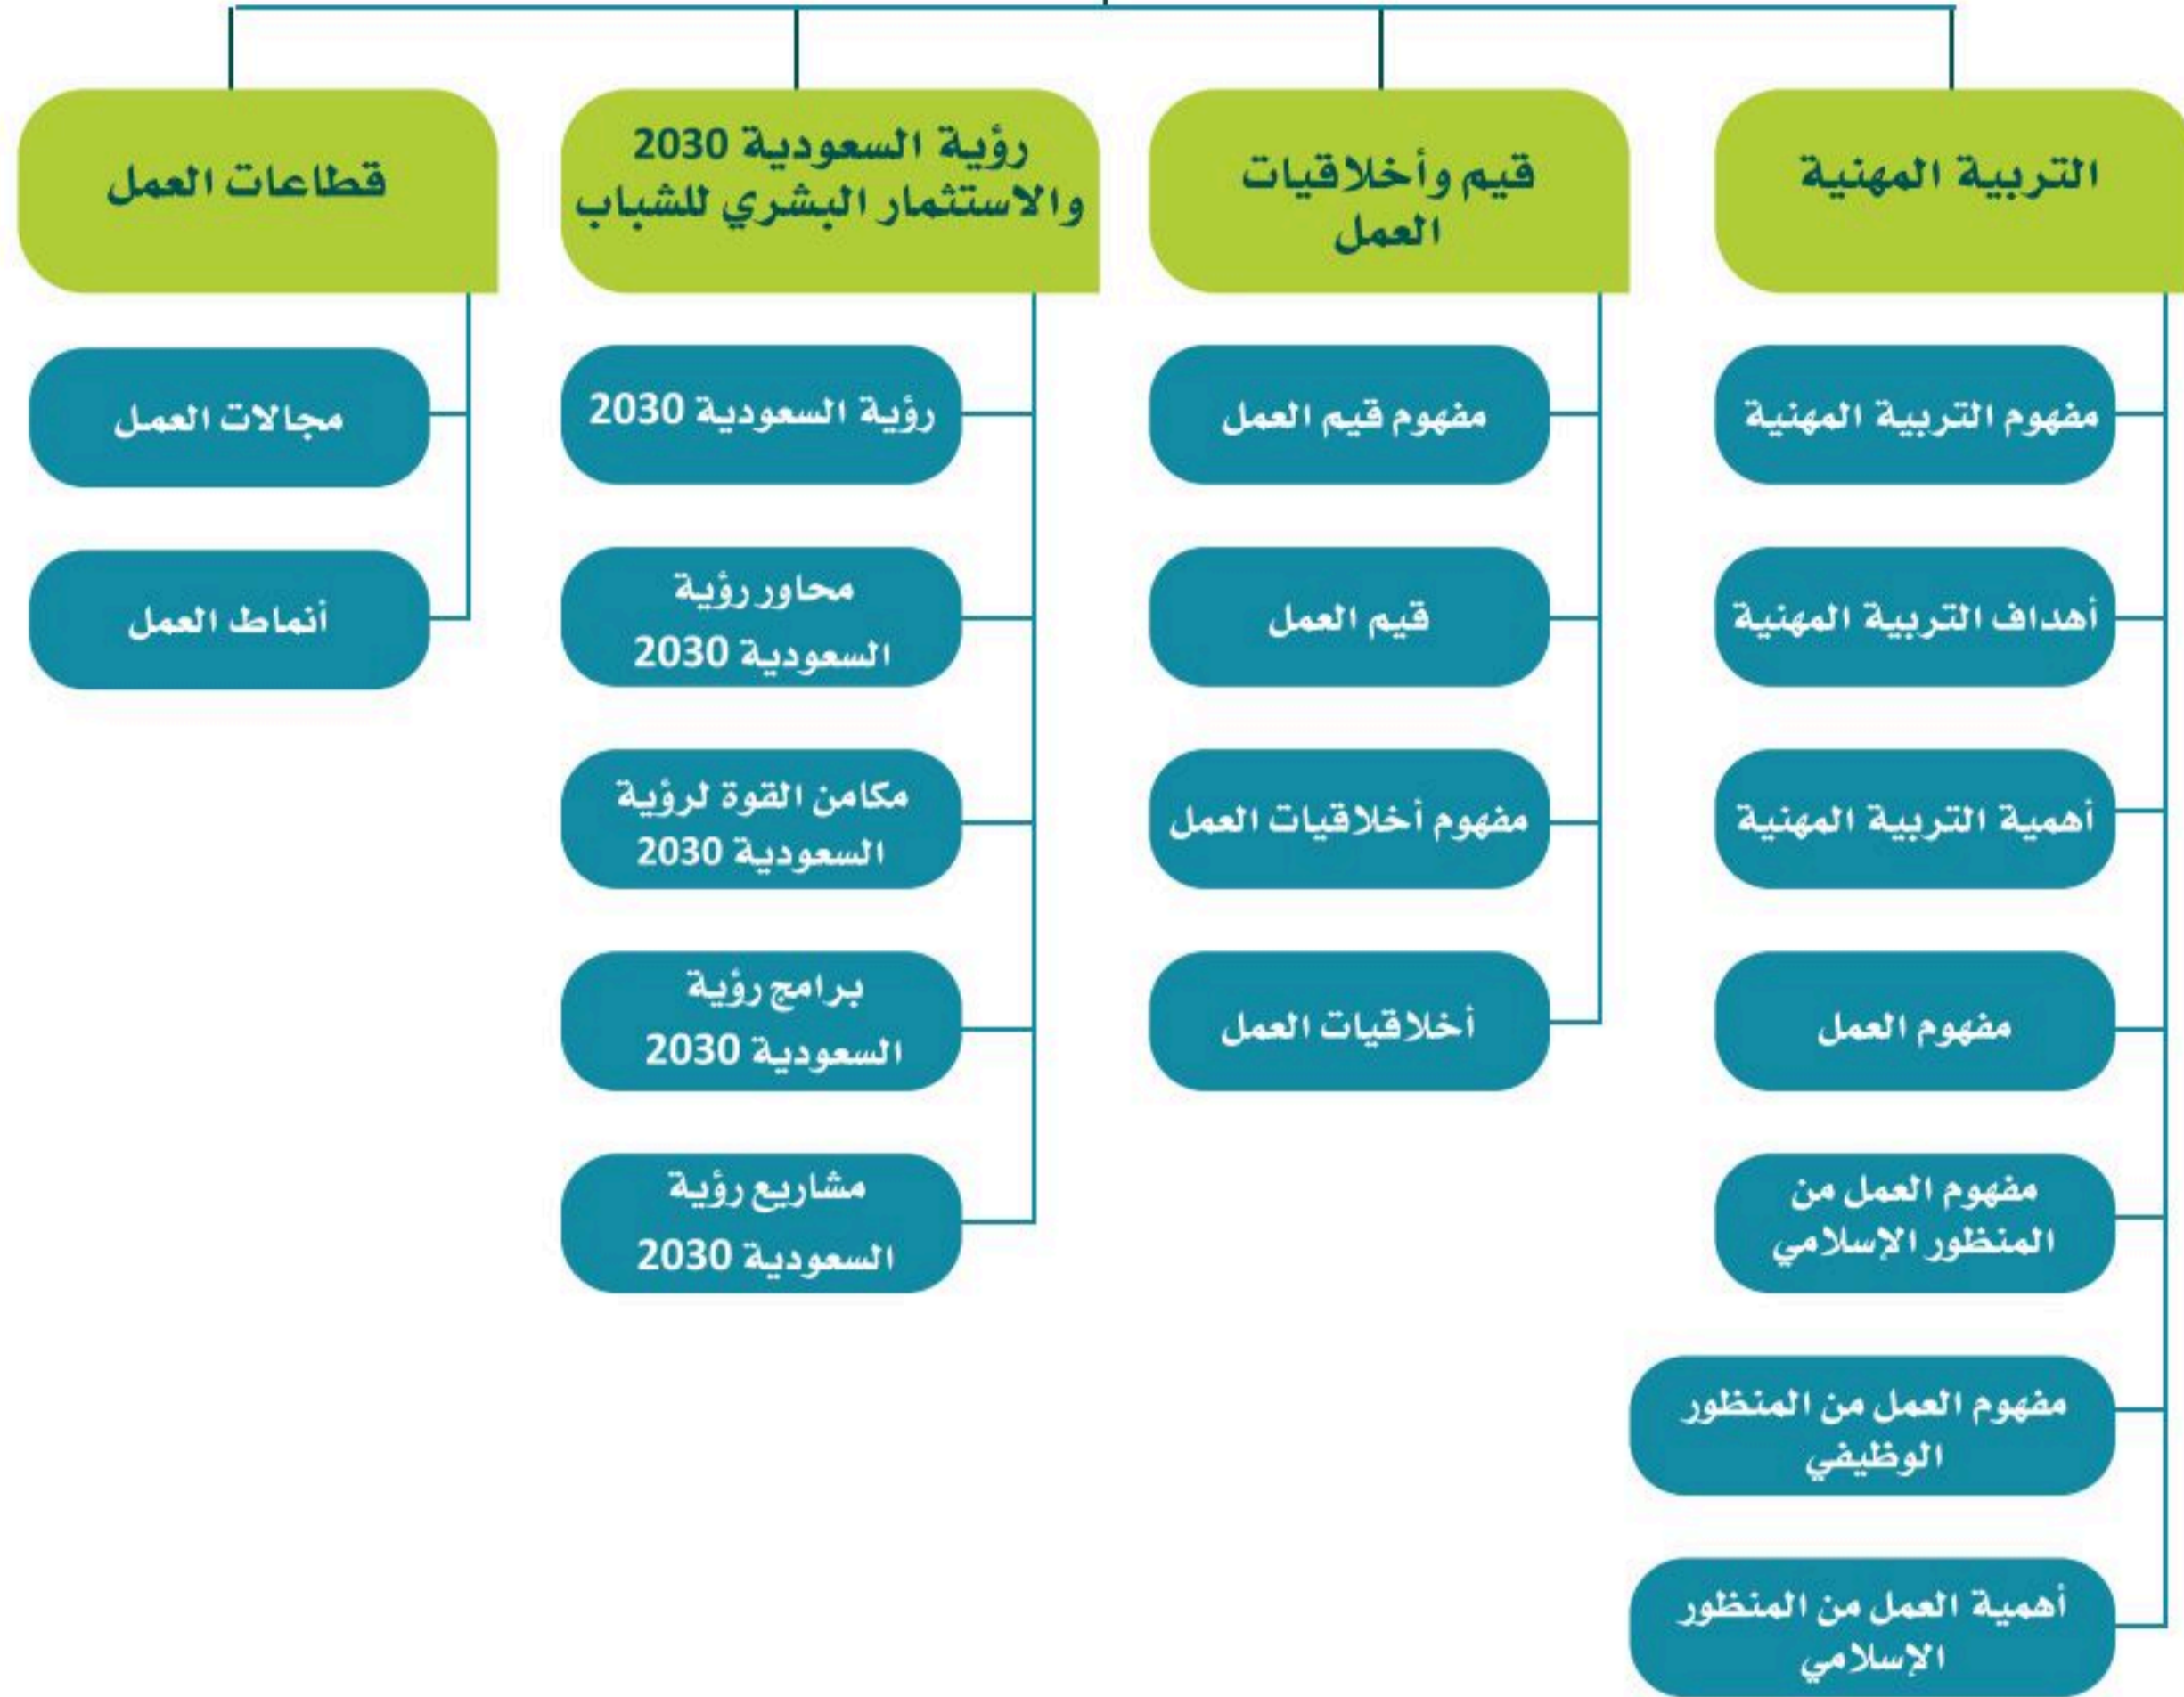 التربية المهنية
مفهوم التربية المهنية
أهداف التربية المهنية
أهمية التربية المهنية
مفهوم العمل
مفهوم العمل من
المنظور الإسلامي
مفهوم العمل من المنظور
الوظيفي
أهمية العمل من المنظور
الإسلامي
قيم وأخلاقيات
العمل
مفهوم قيم العمل
قيم العمل
مفهوم أخلاقيات العمل
أخلاقيات العمل
رؤية السعودية 2030
والاستثمار البشري للشباب
رؤية السعودية 2030
محاور رؤية
السعودية 2030
مكامن القوة لرؤية
السعودية 2030
برامج رؤية
السعودية 2030
مشاريع رؤية
السعودية 2030
قطاعات العمل
مجالات العمل
أنماط العمل